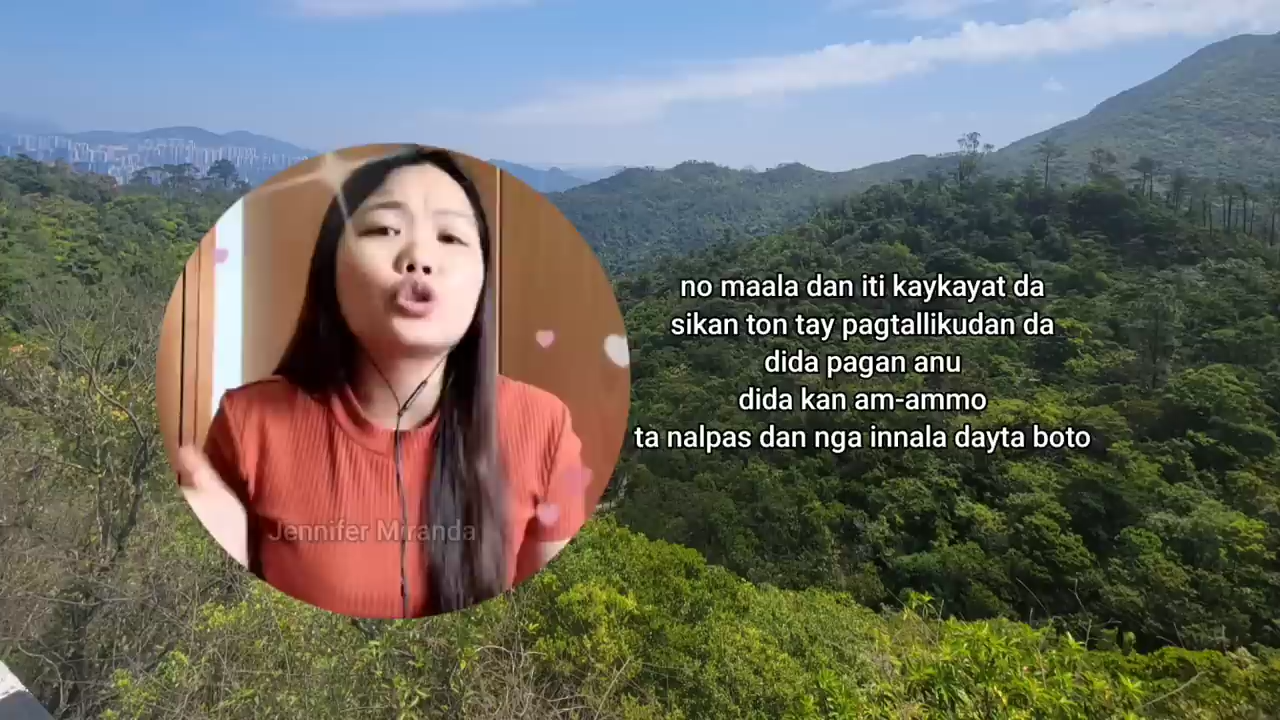 no maala dan iti kaykayat da
sikan ton tay pagtallikudan da
dida pagan anu
dida kan am-ammo
ta nalpas dan nga innala dayta boto
Jennifer Miranda